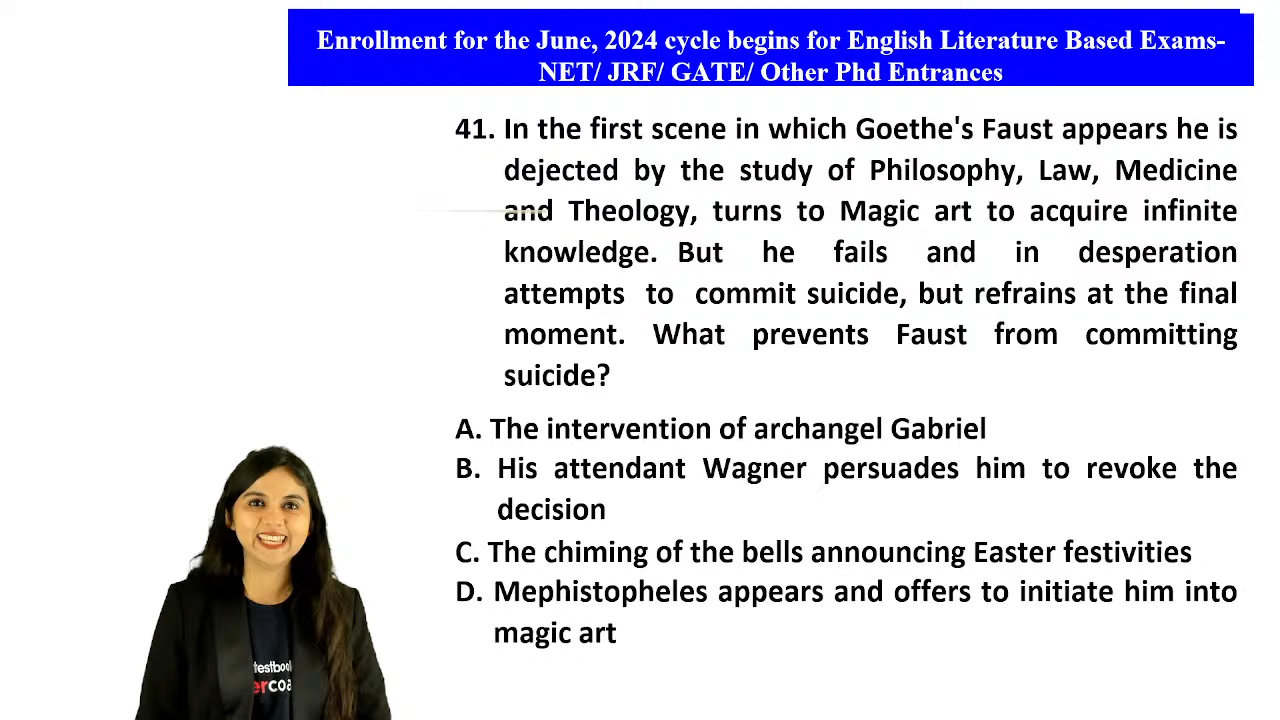 Enrollment for the June, 2024 cycle begins for English Literature Based Exams-
NET/ JRF/ GATE/ Other Phd Entrances
41. In the first scene in which Goethe's Faust appears he is
dejected by the study of Philosophy, Law, Medicine
and Theology, turns to Magic art to acquire infinite
knowledge. But he fails and in desperation
attempts to commit suicide, but refrains at the final
moment. What prevents Faust from committing
suicide?
A. The intervention of archangel Gabriel
B. His attendant Wagner persuades him to revoke the
decision
C. The chiming of the bells announcing Easter festivities
D. Mephistopheles appears and offers to initiate him into
magic art
testboo
ercoa